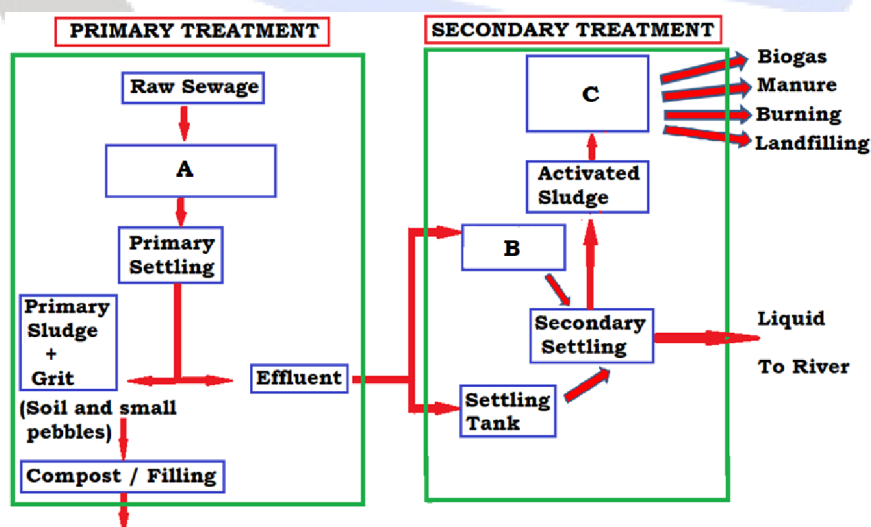 PRIMARY TREATMENT
Raw Sewage
A
Primary
Settling
Primary
Sludge
+
Grit
(Soil and small
pebbles)
Compost / Filling
Effluent
SECONDARY TREATMENT
C
Activated
Sludge
B
Secondary
Settling
Settling
Tank
Biogas
Manure
Burning
Landfilling
Liquid
To River